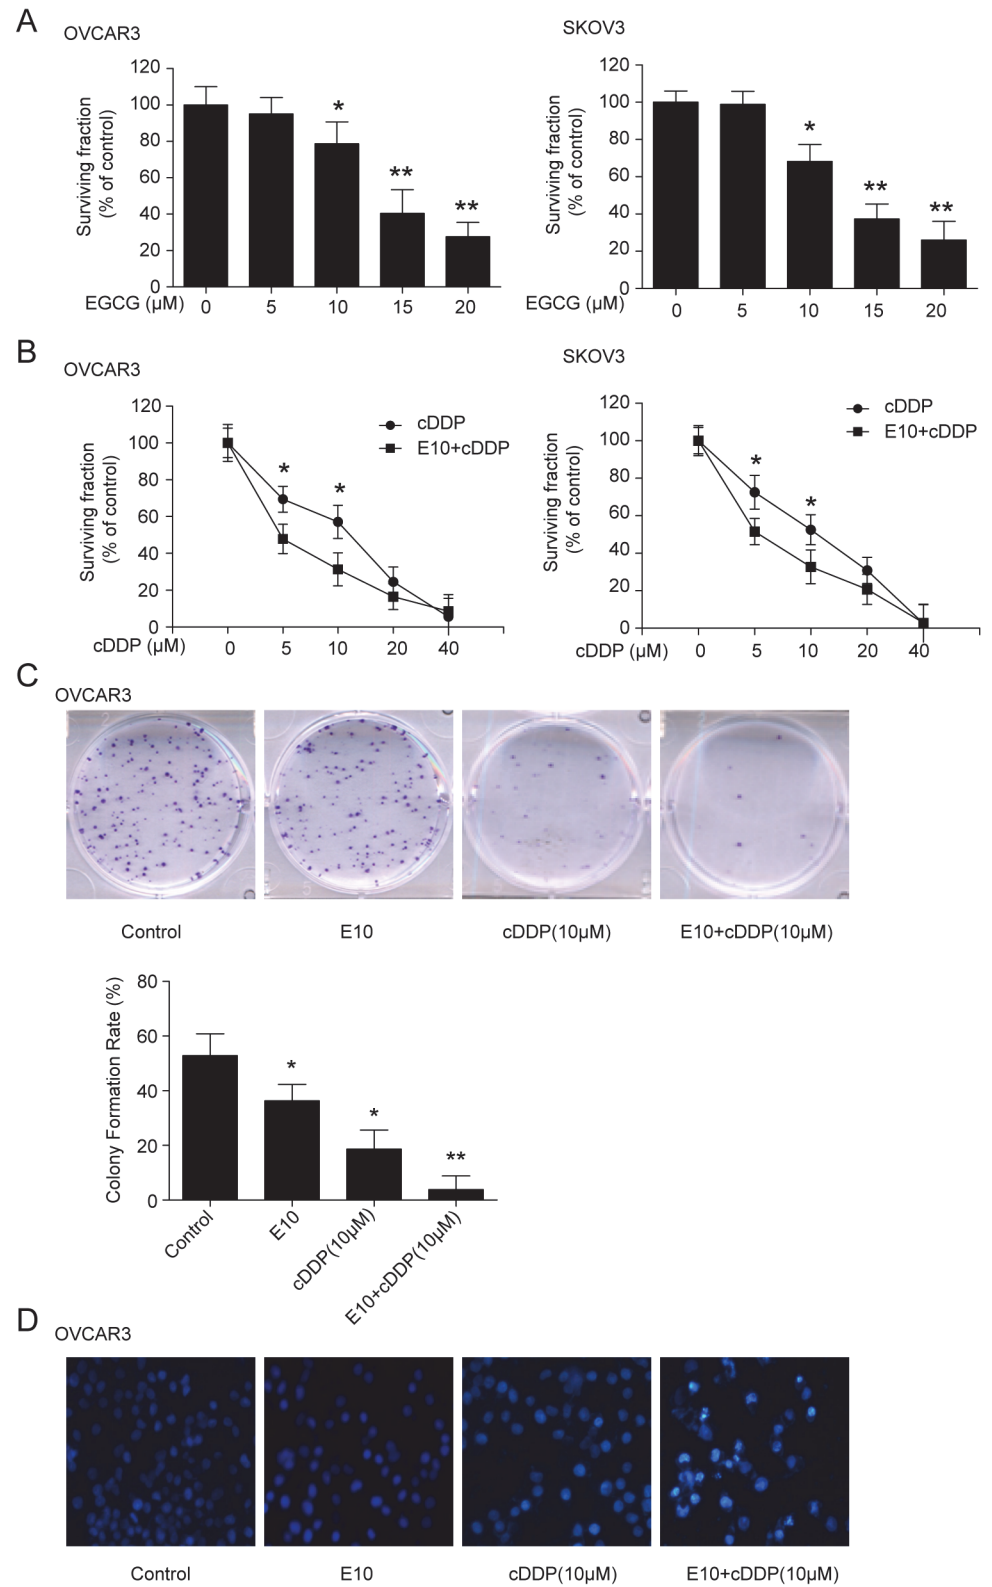 A
OVCAR3
SKOV3
Surviving fraction
(% of control)
120
100
80
60
40
20
0
*
**
**
EGCG (μM)
0 5 10 15 20
Surviving fraction
(% of control)
120
100
80
60
40
20
0
*
**
**
EGCG (μM)
0 5 10 15 20
B
OVCAR3
SKOV3
Surviving fraction
(% of control)
120
100
80
60
40
20
0
cDDP
E10+cDDP
*
*
cDDP (μM)
0 5 10 20 40
Surviving fraction
(% of control)
120
100
80
60
40
20
0
cDDP
E10+cDDP
*
*
cDDP (μM)
0 5 10 20 40
C
OVCAR3
Control E10 cDDP(10μM) E10+cDDP(10μM)
Colony Formation Rate (%)
80
60
40
20
0
*
*
**
Control
E10
cDDP(10μM)
E10+cDDP(10μM)
D
OVCAR3
Control E10 cDDP(10μM) E10+cDDP(10μM)